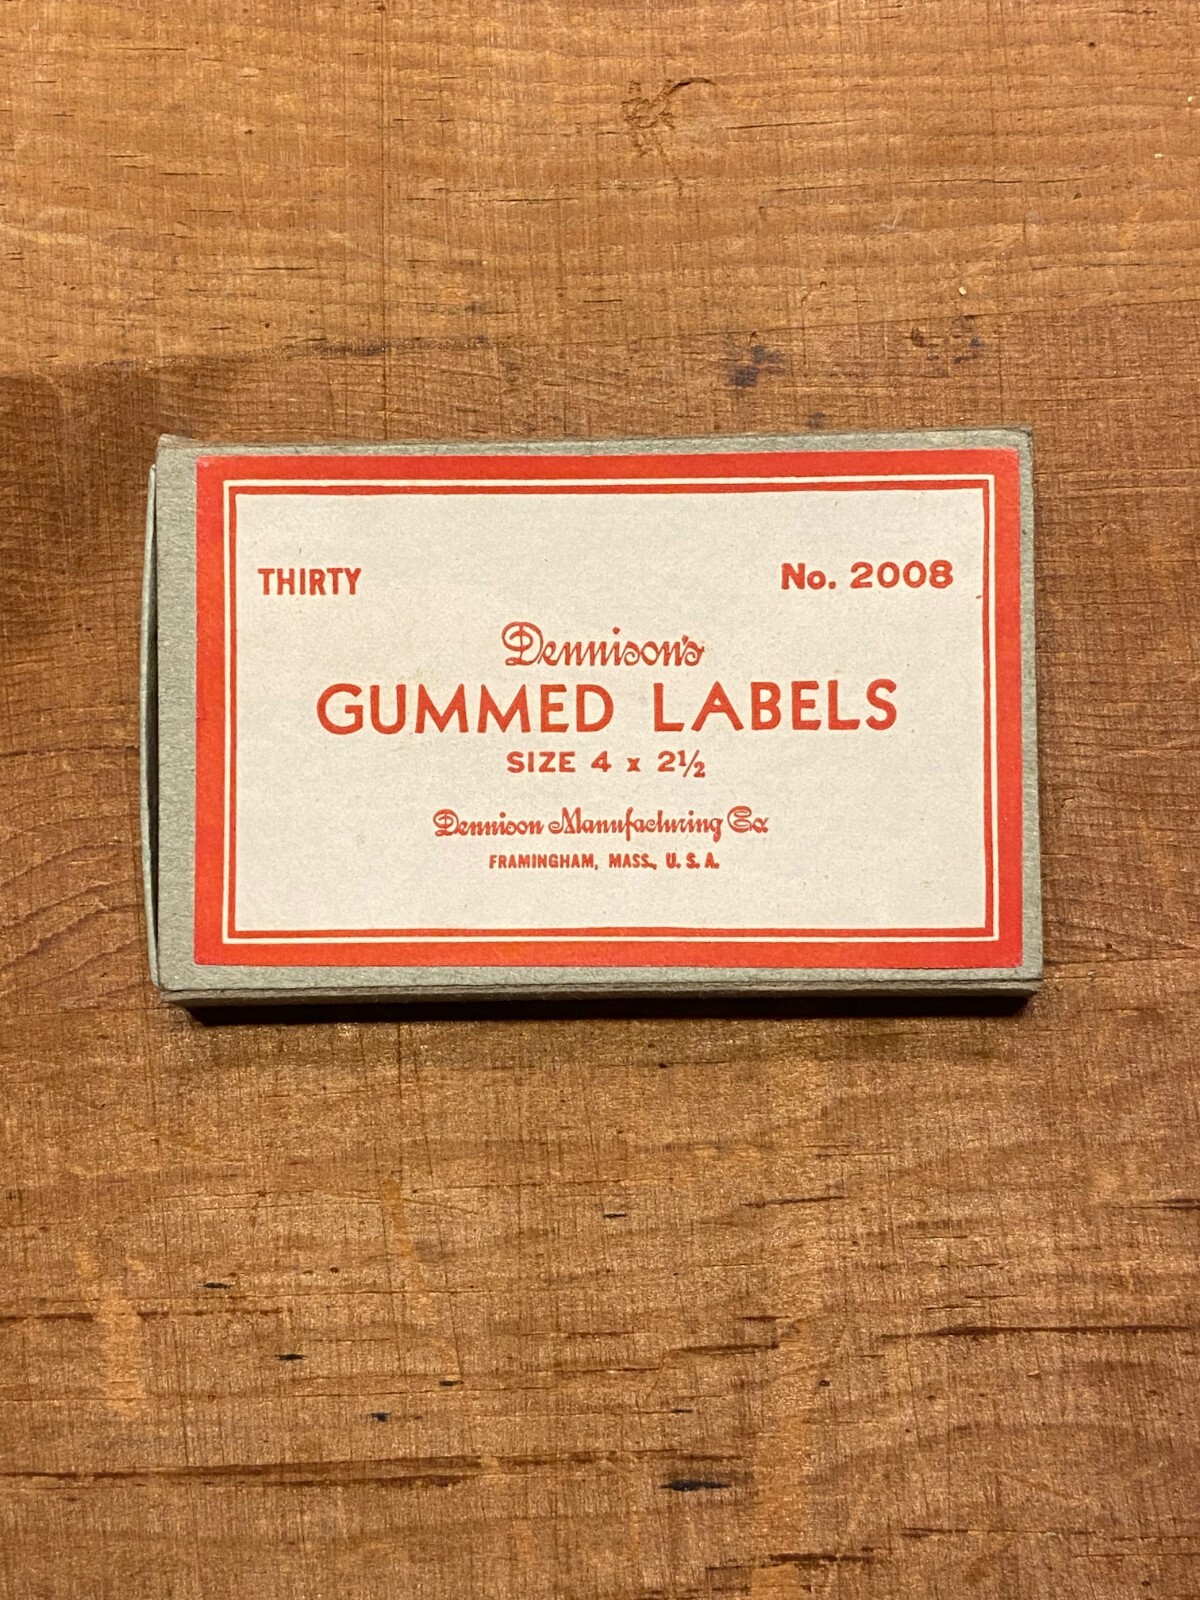 THIRTY No. 2008
Dennison's
GUMMED LABELS
SIZE 4 x 2½
Dennison Manufacturing Co.
FRAMINGHAM, MASS., U. S. A.